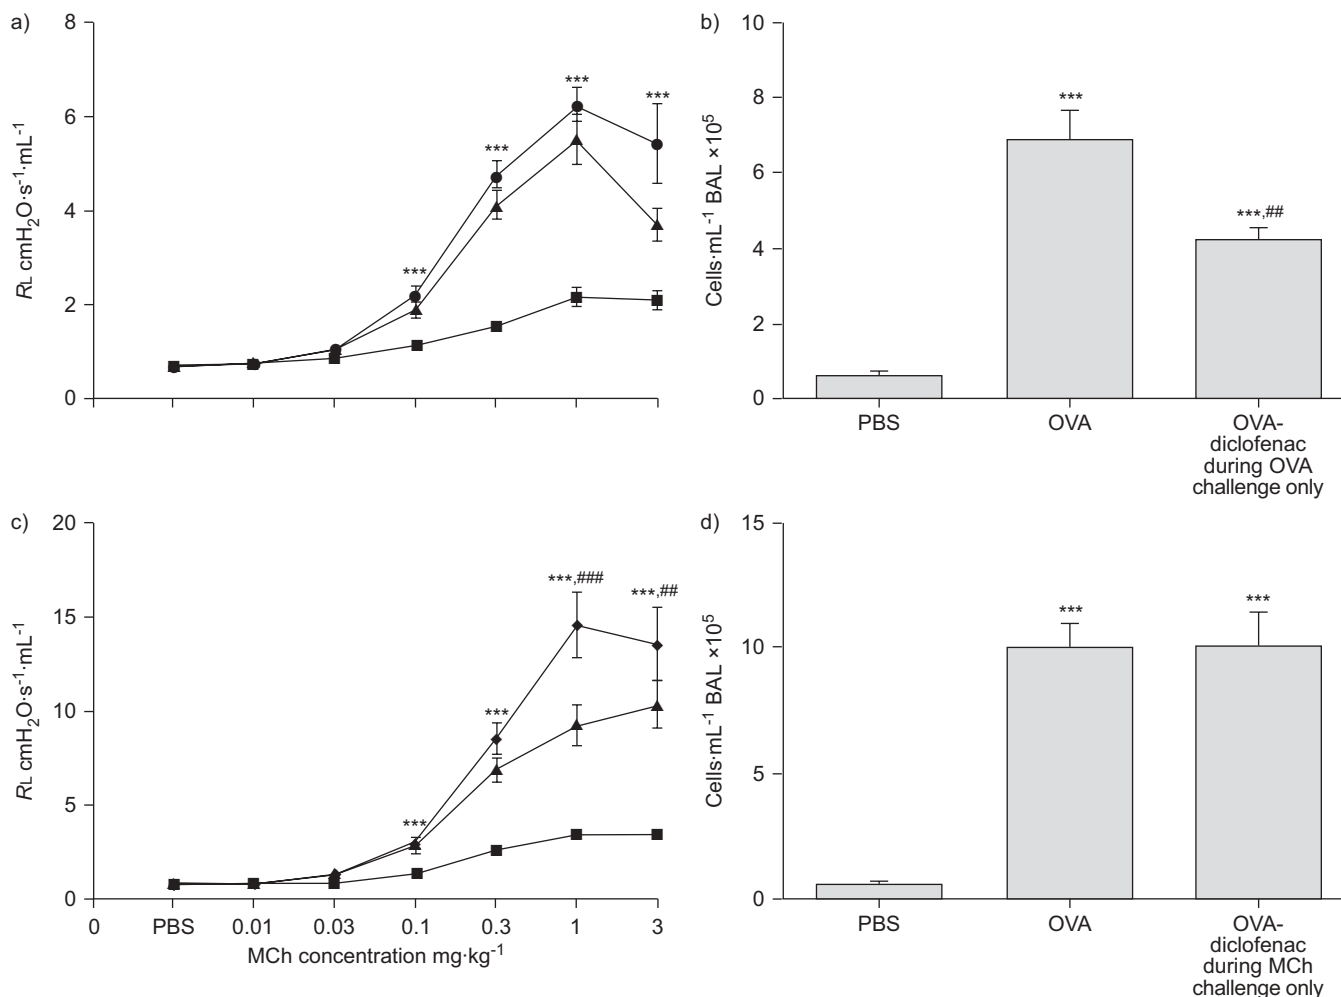 a)
8
6
4
2
0
RL cmH2O·s-1·mL-1
***
***
***
***
b)
10
8
6
4
2
0
Cells·mL-1 BAL ×105
***
***,##
PBS
OVA
OVA-
diclofenac
during OVA
challenge only
c)
20
15
10
5
0
RL cmH2O·s-1·mL-1
***
***
***,###
***,##
0 PBS 0.01 0.03 0.1 0.3 1 3
MCh concentration mg·kg-1
d)
15
10
5
0
Cells·mL-1 BAL ×105
***
***
PBS
OVA
OVA-
diclofenac
during MCh
challenge only